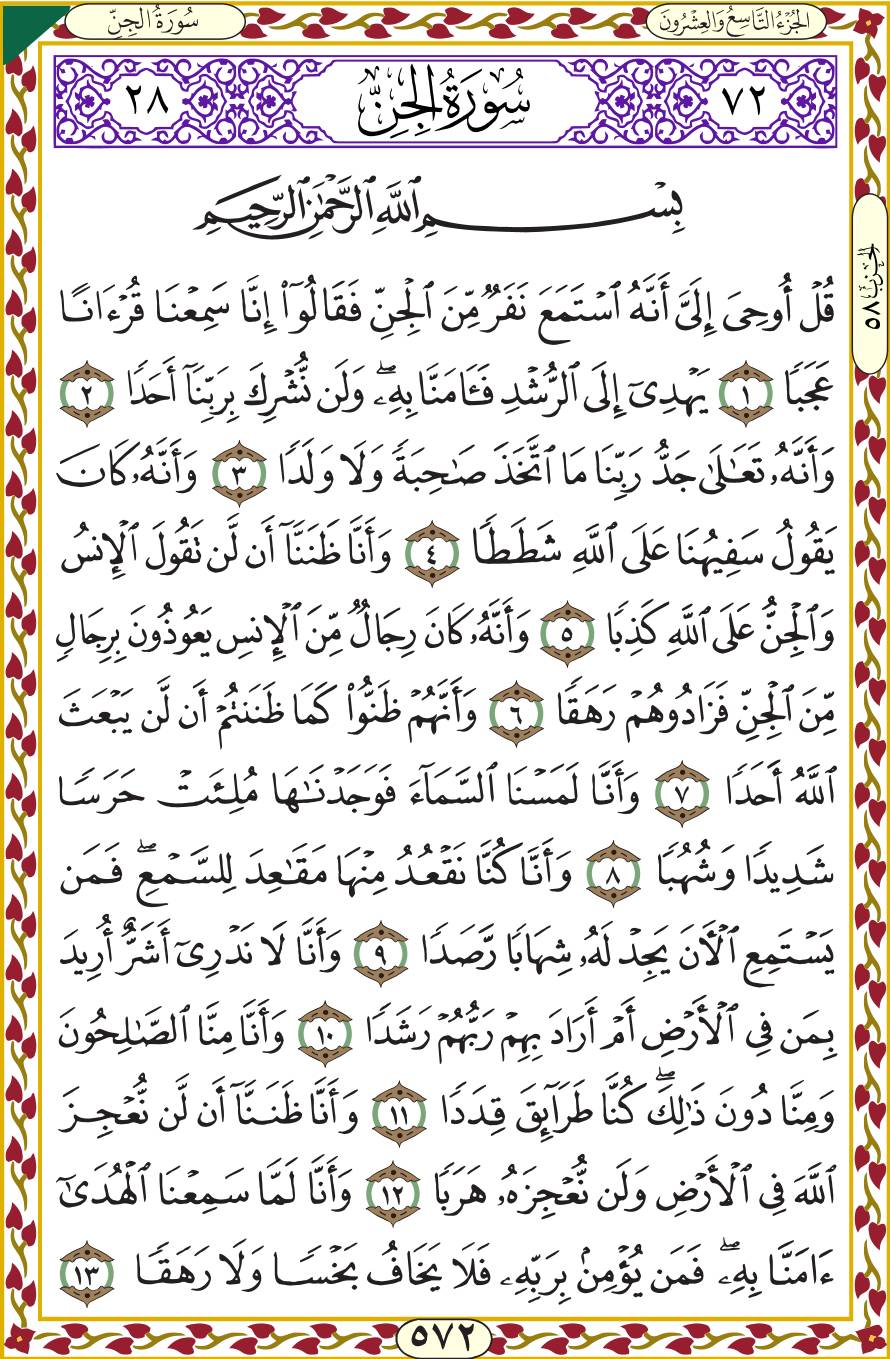 الجُزْءُ التَّاسِعُ وَالعِشْرُونَ
سُورَةُ الجِنِّ
٧٢
سُورَةُ الجِنِّ
٢٨
بِسْمِ ٱللَّهِ ٱلرَّحْمَٰنِ ٱلرَّحِيمِ
الحِزْبُ ٥٨
قُلْ أُوحِىَ إِلَىَّ أَنَّهُ ٱسْتَمَعَ نَفَرٌ مِّنَ ٱلْجِنِّ فَقَالُوٓا۟ إِنَّا سَمِعْنَا قُرْءَانًا
عَجَبًا ١ يَهْدِىٓ إِلَى ٱلرُّشْدِ فَـَٔامَنَّا بِهِۦ ۖ وَلَن نُّشْرِكَ بِرَبِّنَآ أَحَدًا ٢
وَأَنَّهُۥ تَعَـٰلَىٰ جَدُّ رَبِّنَا مَا ٱتَّخَذَ صَـٰحِبَةً وَلَا وَلَدًا ٣ وَأَنَّهُۥ كَانَ
يَقُولُ سَفِيهُنَا عَلَى ٱللَّهِ شَطَطًا ٤ وَأَنَّا ظَنَنَّآ أَن لَّن تَقُولَ ٱلْإِنسُ
وَٱلْجِنُّ عَلَى ٱللَّهِ كَذِبًا ٥ وَأَنَّهُۥ كَانَ رِجَالٌ مِّنَ ٱلْإِنسِ يَعُوذُونَ بِرِجَالٍ
مِّنَ ٱلْجِنِّ فَزَادُوهُمْ رَهَقًا ٦ وَأَنَّهُمْ ظَنُّوا۟ كَمَا ظَنَنتُمْ أَن لَّن يَبْعَثَ
ٱللَّهُ أَحَدًا ٧ وَأَنَّا لَمَسْنَا ٱلسَّمَآءَ فَوَجَدْنَـٰهَا مُلِئَتْ حَرَسًا
شَدِيدًا وَشُهُبًا ٨ وَأَنَّا كُنَّا نَقْعُدُ مِنْهَا مَقَـٰعِدَ لِلسَّمْعِ ۖ فَمَن
يَسْتَمِعِ ٱلْـَٔانَ يَجِدْ لَهُۥ شِهَابًا رَّصَدًا ٩ وَأَنَّا لَا نَدْرِىٓ أَشَرٌّ أُرِيدَ
بِمَن فِى ٱلْأَرْضِ أَمْ أَرَادَ بِهِمْ رَبُّهُمْ رَشَدًا ١٠ وَأَنَّا مِنَّا ٱلصَّـٰلِحُونَ
وَمِنَّا دُونَ ذَٰلِكَ ۖ كُنَّا طَرَآئِقَ قِدَدًا ١١ وَأَنَّا ظَنَنَّآ أَن لَّن نُّعْجِزَ
ٱللَّهَ فِى ٱلْأَرْضِ وَلَن نُّعْجِزَهُۥ هَرَبًا ١٢ وَأَنَّا لَمَّا سَمِعْنَا ٱلْهُدَىٰٓ
ءَامَنَّا بِهِۦ ۖ فَمَن يُؤْمِنۢ بِرَبِّهِۦ فَلَا يَخَافُ بَخْسًا وَلَا رَهَقًا ١٣
٥٧٢